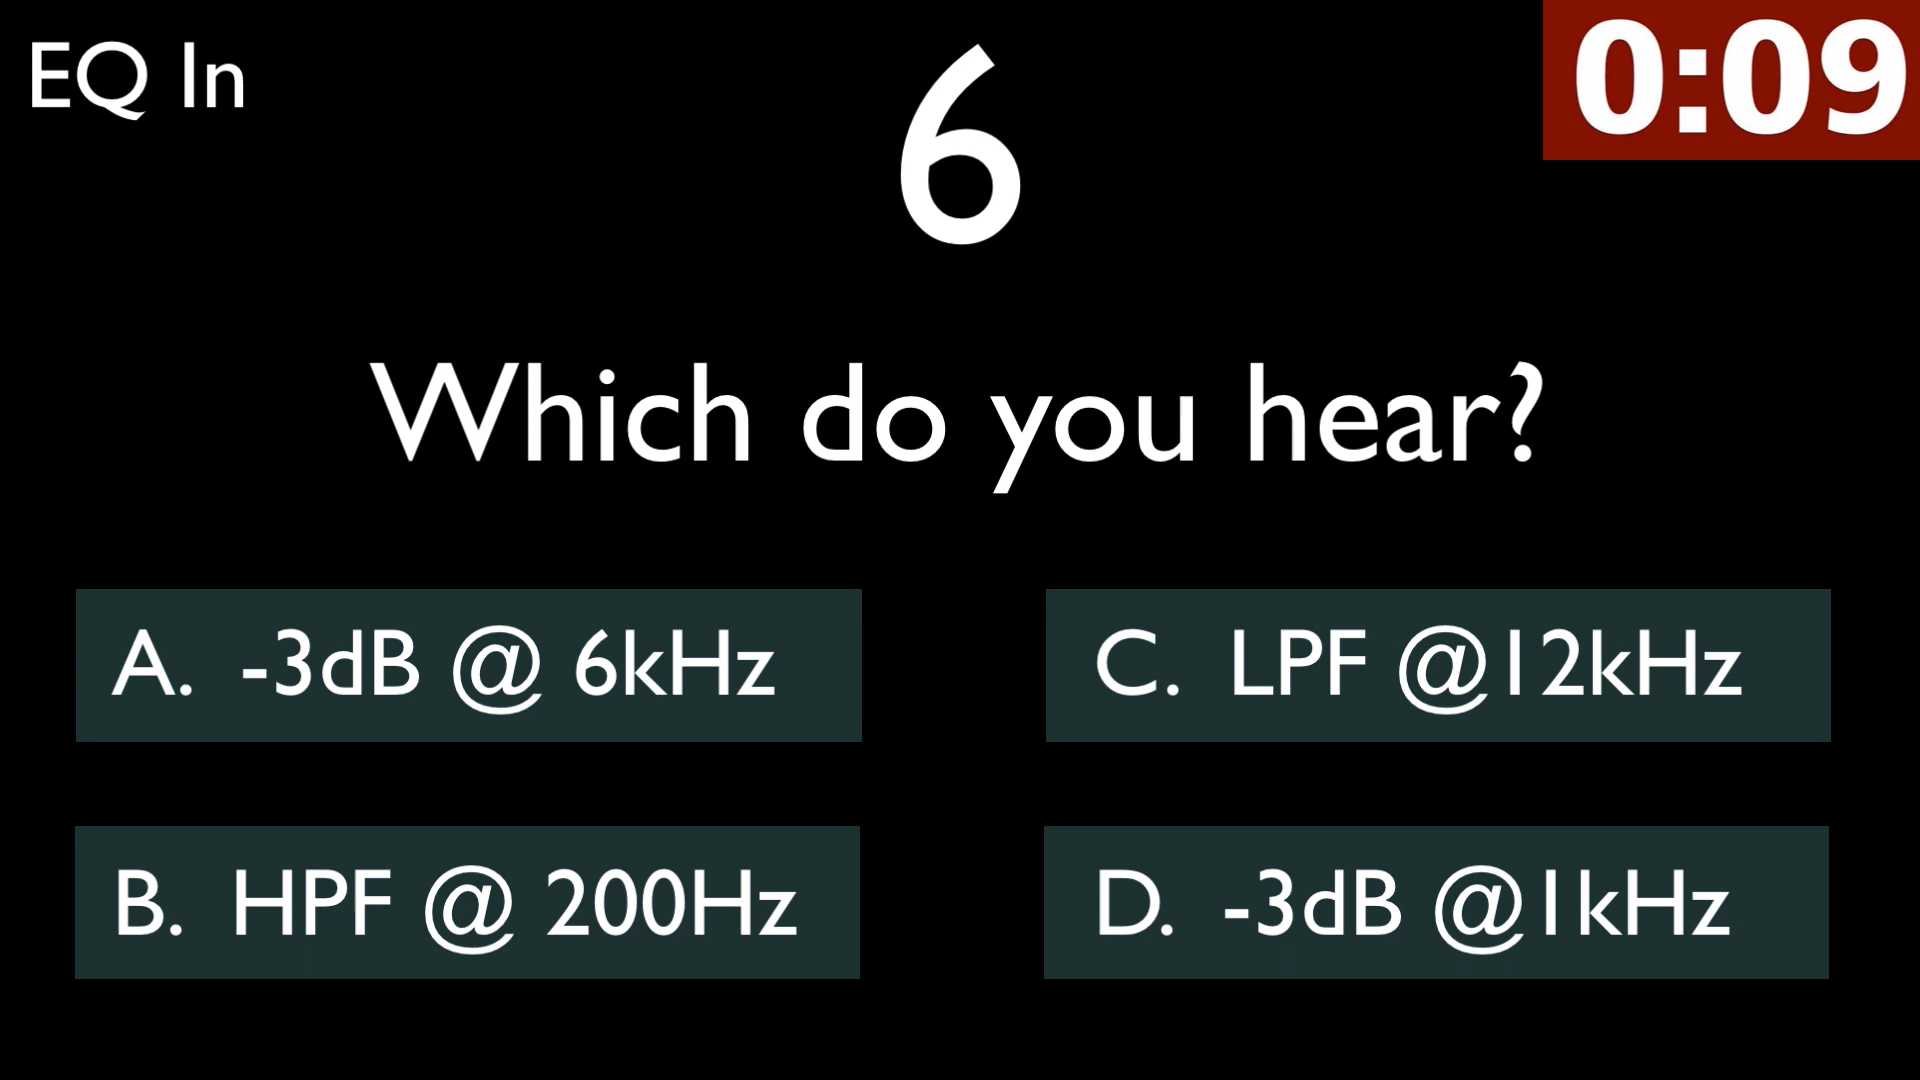 EQ In
6
0:09
Which do you hear?
A. -3dB @ 6kHz
C. LPF @12kHz
B. HPF @ 200Hz
D. -3dB @1kHz